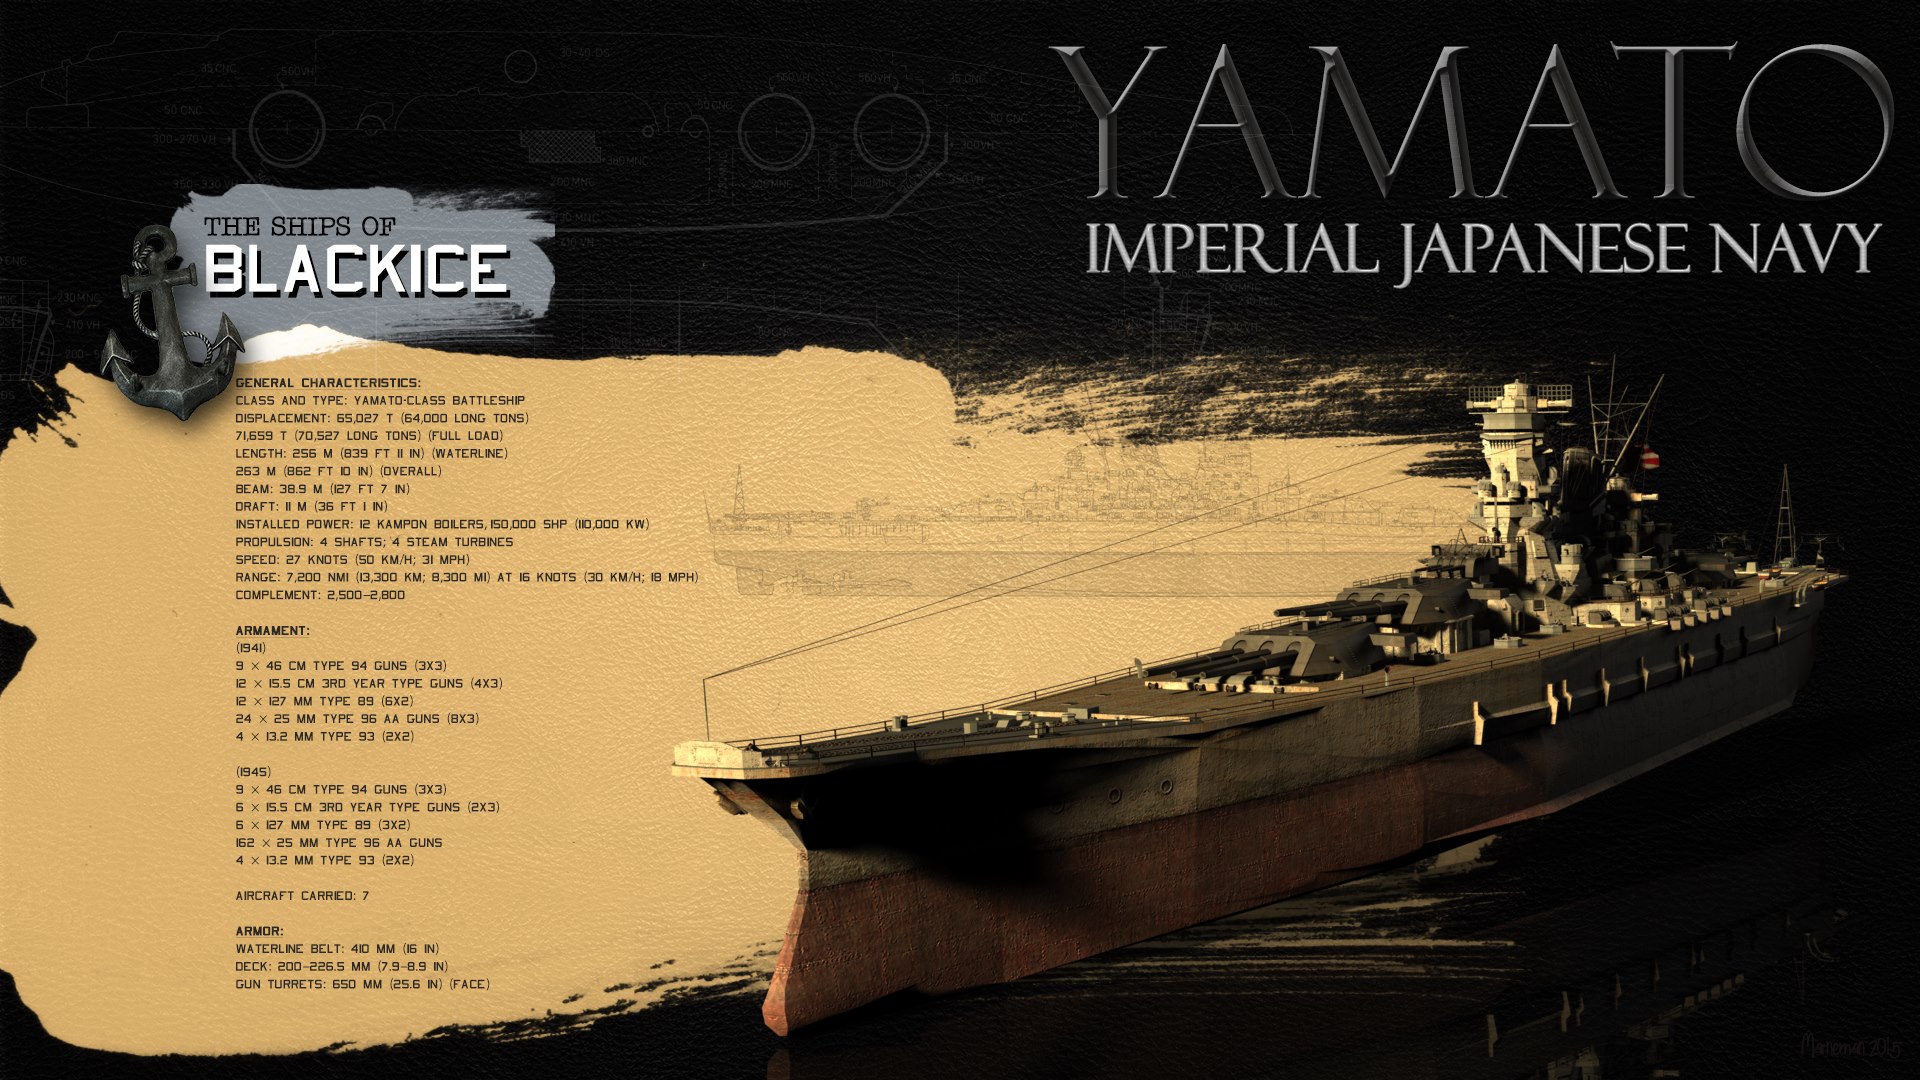 YAMATO
IMPERIAL JAPANESE NAVY
THE SHIPS OF
BLACKICE
GENERAL CHARACTERISTICS:
CLASS AND TYPE: YAMATO-CLASS BATTLESHIP
DISPLACEMENT: 65,027 T (64,000 LONG TONS)
71,659 T (70,527 LONG TONS) (FULL LOAD)
LENGTH: 256 M (839 FT 11 IN) (WATERLINE)
263 M (862 FT 10 IN) (OVERALL)
BEAM: 38.9 M (127 FT 7 IN)
DRAFT: 11 M (36 FT 1 IN)
INSTALLED POWER: 12 KAMPON BOILERS, 150,000 SHP (110,000 KW)
PROPULSION: 4 SHAFTS; 4 STEAM TURBINES
SPEED: 27 KNOTS (50 KM/H; 31 MPH)
RANGE: 7,200 NMI (13,300 KM; 8,300 MI) AT 16 KNOTS (30 KM/H; 18 MPH)
COMPLEMENT: 2,500–2,800
ARMAMENT:
(1941)
9 × 46 CM TYPE 94 GUNS (3X3)
12 × 15.5 CM 3RD YEAR TYPE GUNS (4X3)
12 × 127 MM TYPE 89 (6X2)
24 × 25 MM TYPE 96 AA GUNS (8X3)
4 × 13.2 MM TYPE 93 (2X2)
(1945)
9 × 46 CM TYPE 94 GUNS (3X3)
6 × 15.5 CM 3RD YEAR TYPE GUNS (2X3)
6 × 127 MM TYPE 89 (3X2)
162 × 25 MM TYPE 96 AA GUNS
4 × 13.2 MM TYPE 93 (2X2)
AIRCRAFT CARRIED: 7
ARMOR:
WATERLINE BELT: 410 MM (16 IN)
DECK: 200–226.5 MM (7.9–8.9 IN)
GUN TURRETS: 650 MM (25.6 IN) (FACE)